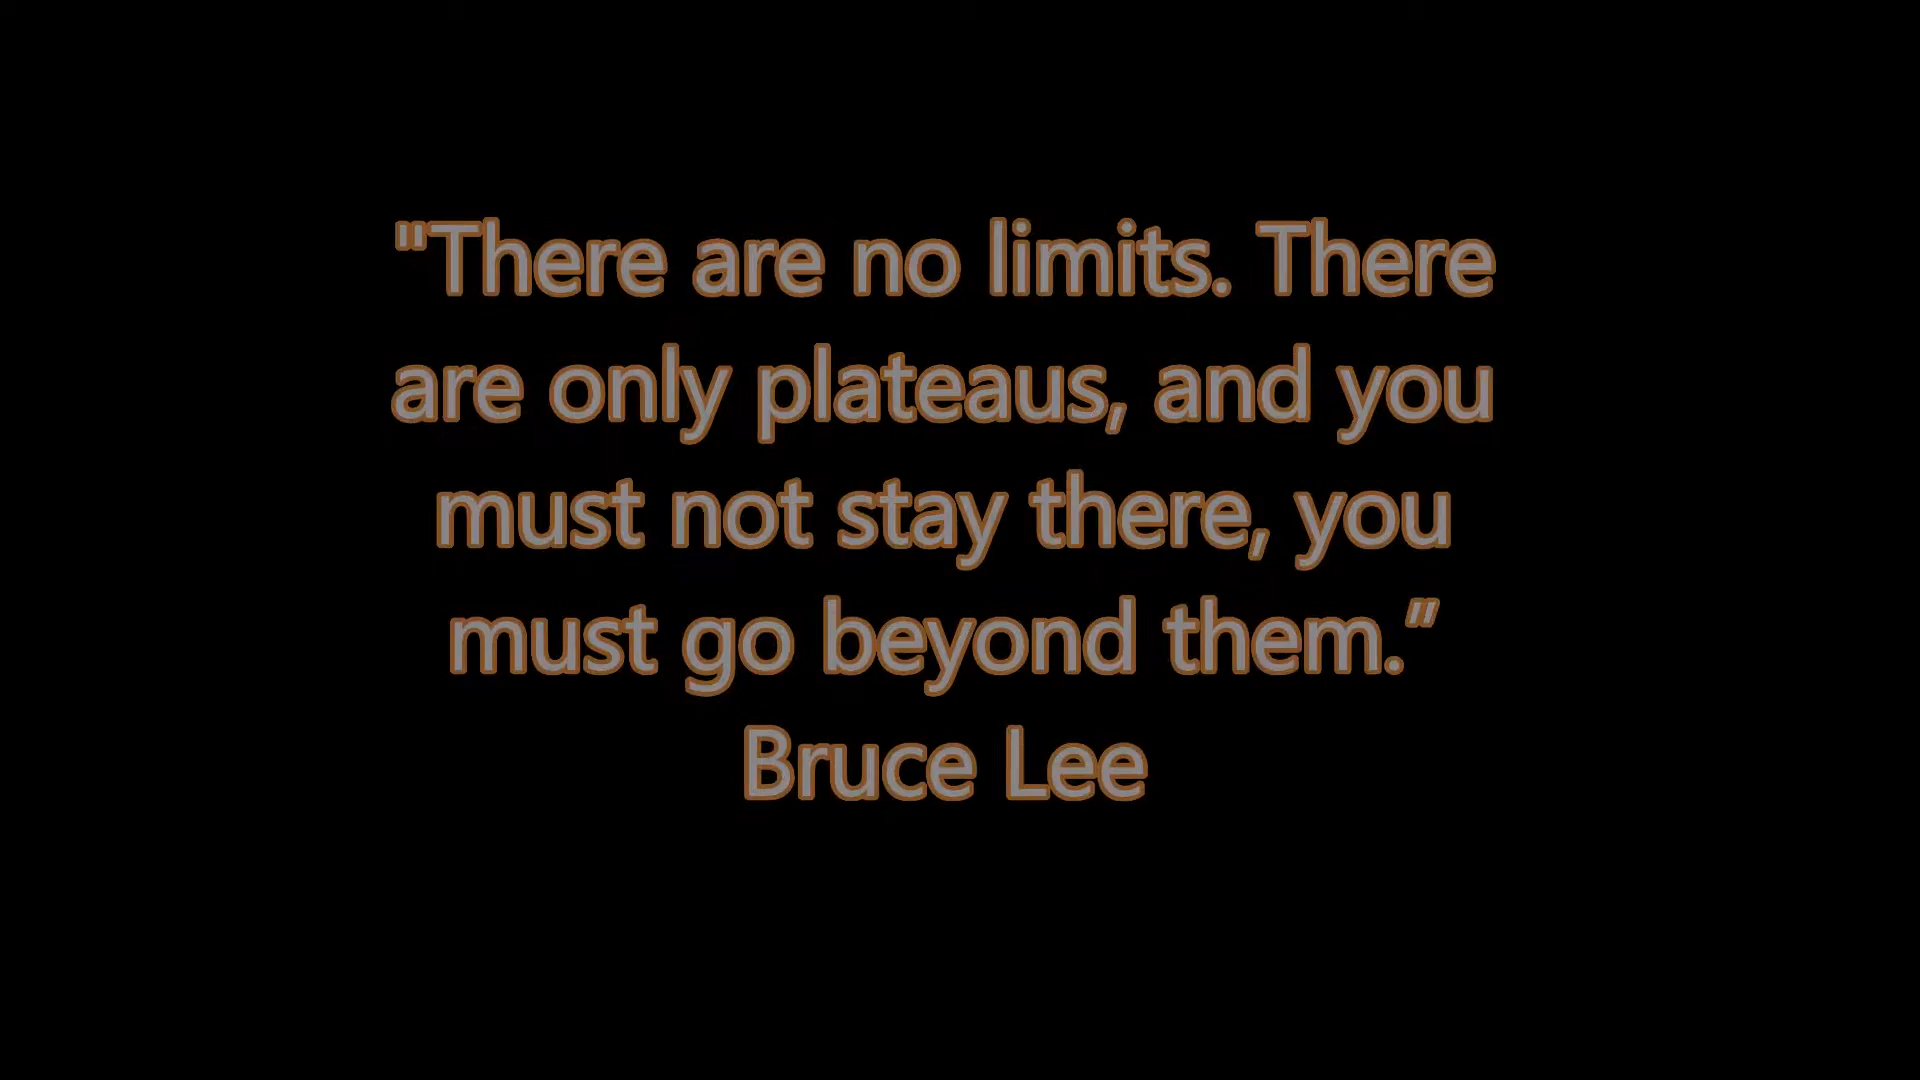 "There are no limits. There
are only plateaus, and you
must not stay there, you
must go beyond them.”
Bruce Lee